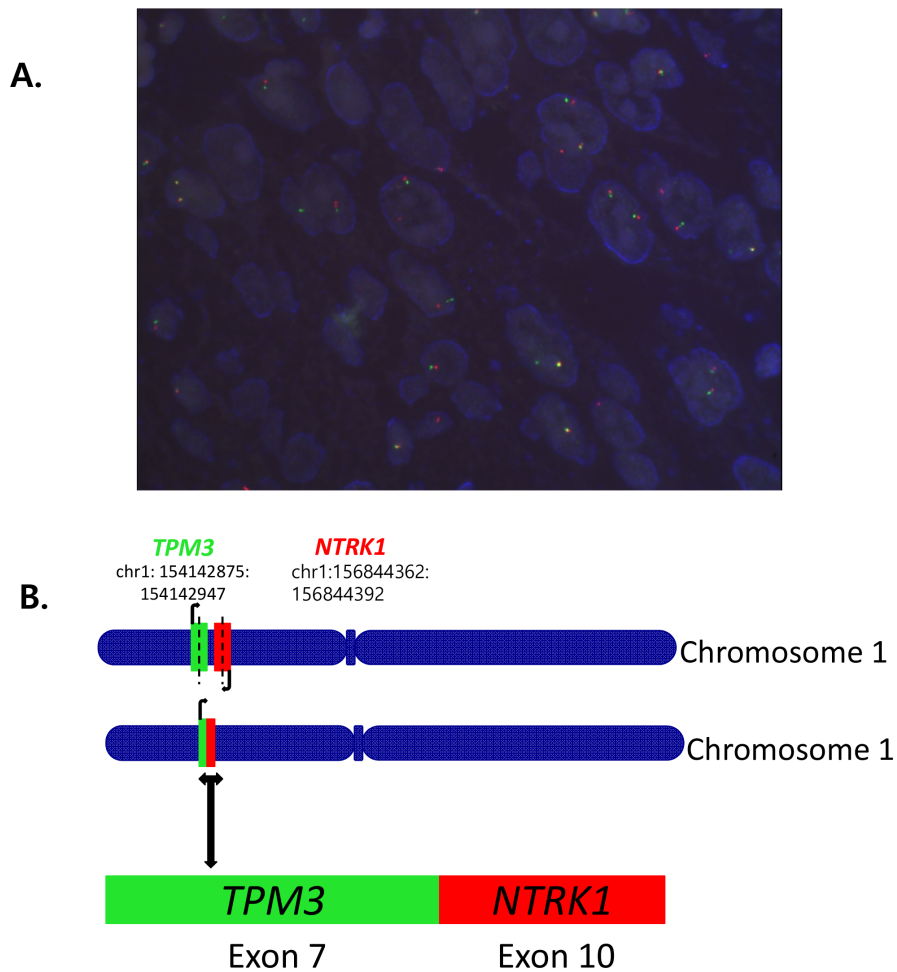 A.
TPM3
NTRK1
chr1: 154142875:
154142947
chr1:156844362:
156844392
B.
Chromosome 1
Chromosome 1
TPM3
NTRK1
Exon 7
Exon 10